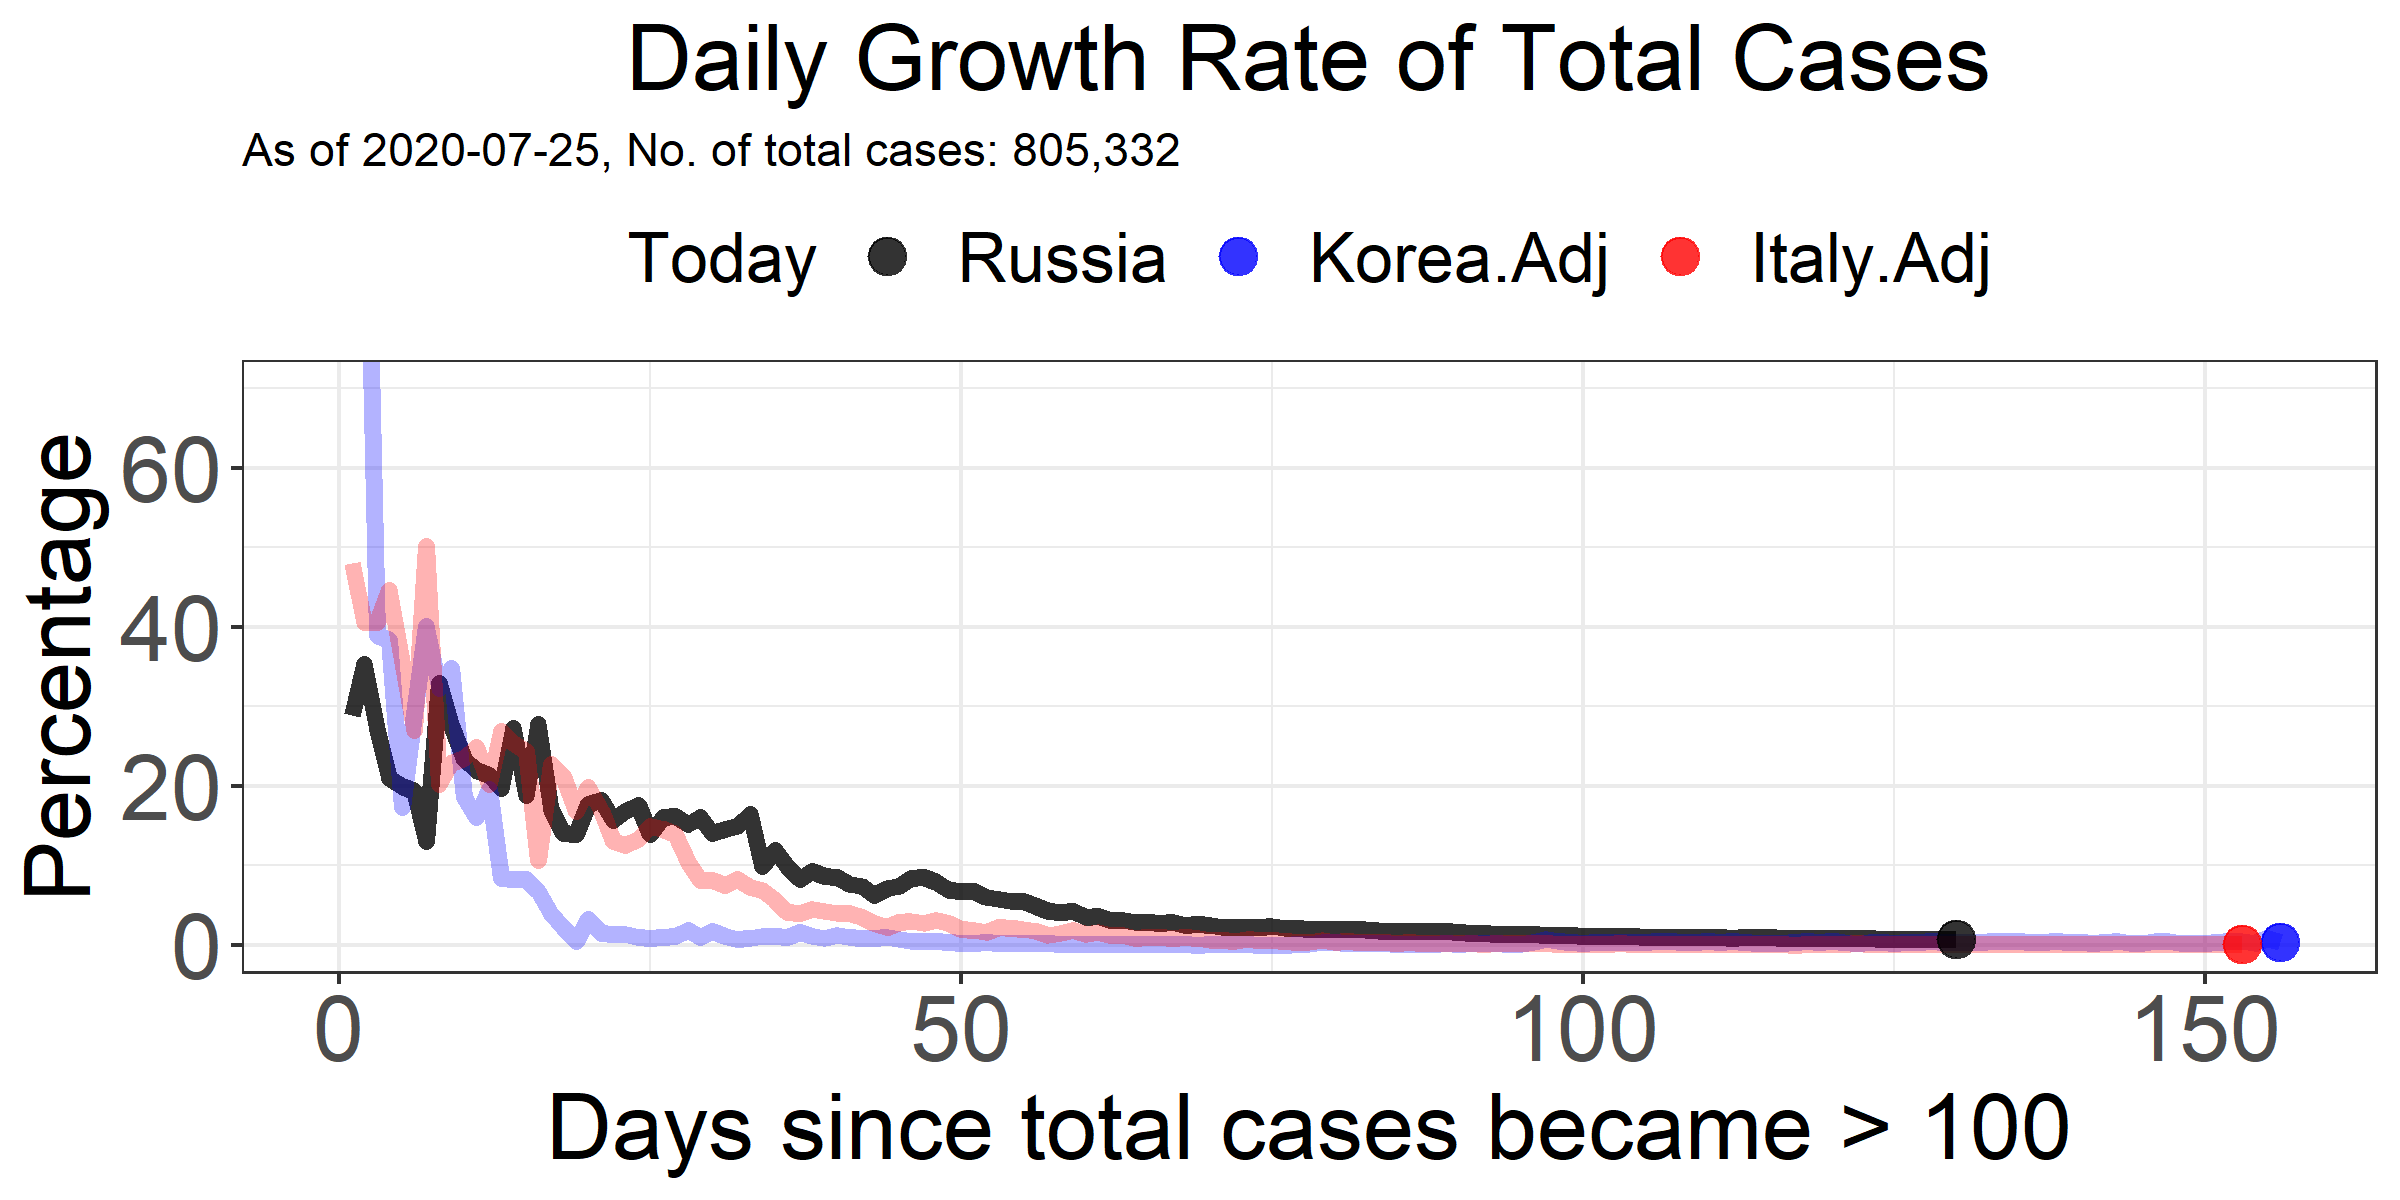 Daily Growth Rate of Total Cases
As of 2020-07-25, No. of total cases: 805,332
Today Russia Korea.Adj Italy.Adj
Percentage
60
40
20
0
0 50 100 150
Days since total cases became > 100